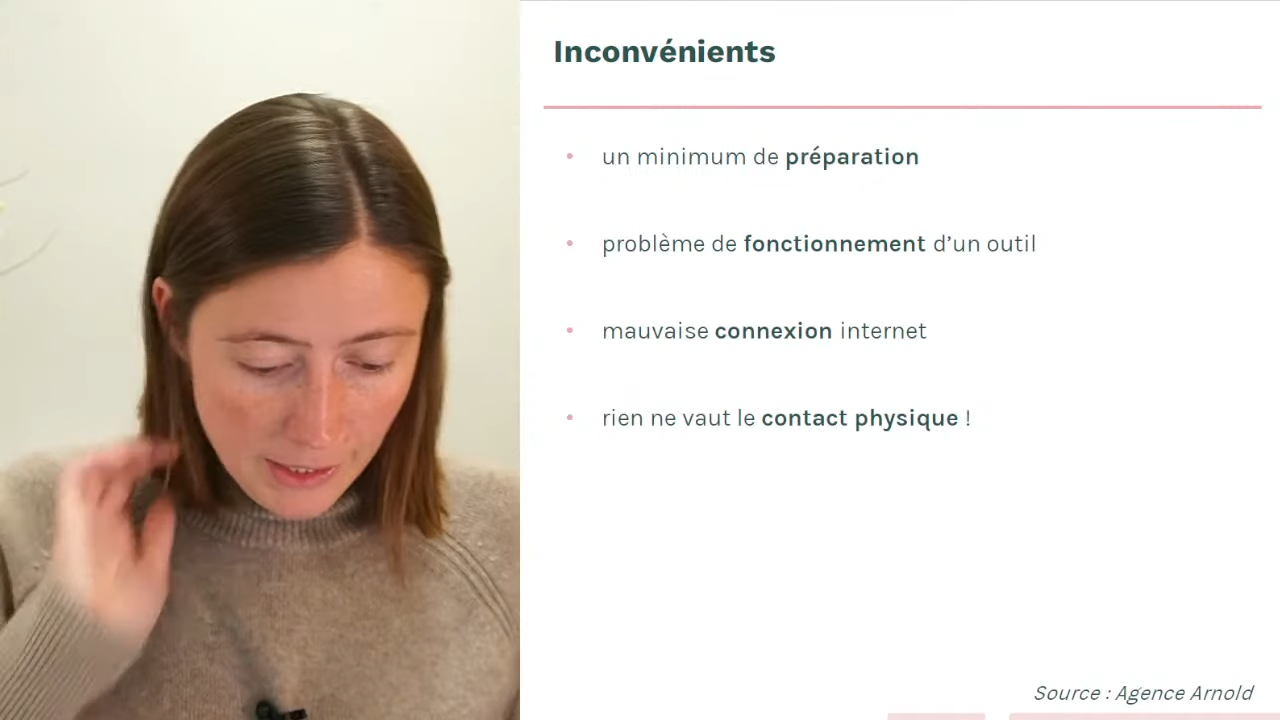 Inconvénients
un minimum de préparation
problème de fonctionnement d’un outil
mauvaise connexion internet
rien ne vaut le contact physique !
Source : Agence Arnold